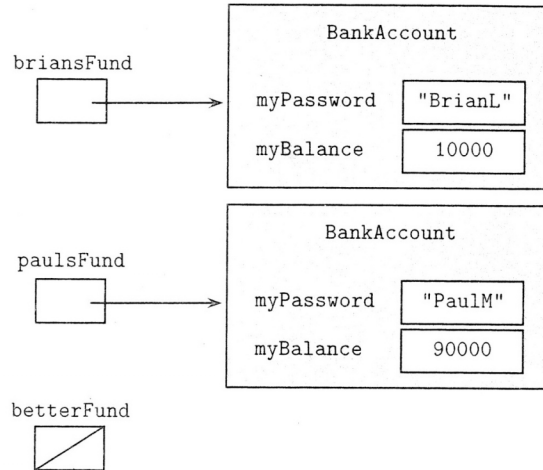 BankAccount
briansFund
myPassword "BrianL"
myBalance 10000
BankAccount
paulsFund
myPassword "PaulM"
myBalance 90000
betterFund